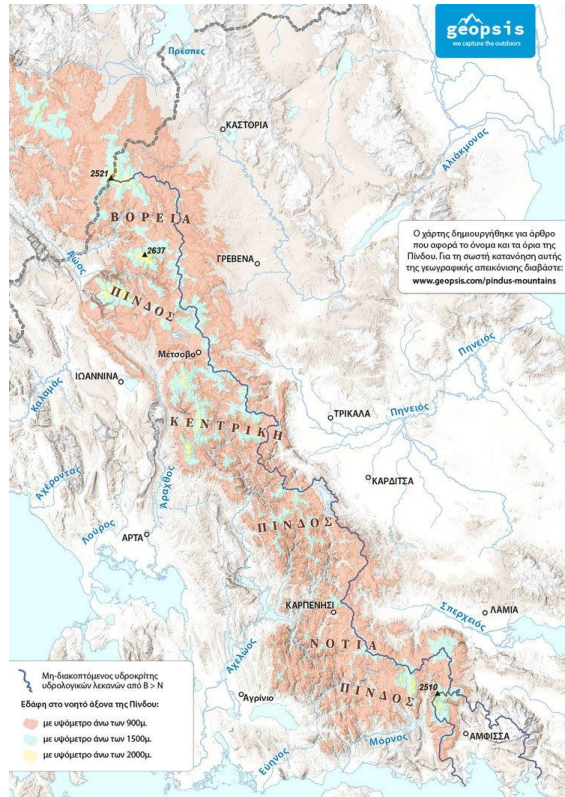 geopsis
we capture the outdoors
Πρέσπες
ΚΑΣΤΟΡΙΑ
Αλιάκμονας
2521
ΒΟΡΕΙΑ
Ο χάρτης δημιουργήθηκε για άρθρο
που αφορά το όνομα και τα όρια της
Πίνδου. Για τη σωστή κατανόηση αυτής
της γεωγραφικής απεικόνισης διαβάστε:
www.geopsis.com/pindus-mountains
2637
ΓΡΕΒΕΝΑ
Αώος
ΠΙΝΔΟΣ
Μέτσοβο
Πηνειός
ΙΩΑΝΝΙΝΑ
Καλαμάς
ΤΡΙΚΑΛΑ
Πηνειός
ΚΕΝΤΡΙΚΗ
Αχέροντας
Άραχθος
ΚΑΡΔΙΤΣΑ
Λούρος
ΑΡΤΑ
ΠΙΝΔΟΣ
ΚΑΡΠΕΝΗΣΙ
Σπερχειός
ΛΑΜΙΑ
Αχελώος
ΝΟΤΙΑ
Μη-διακοπτόμενος υδροκρίτης
υδρολογικών λεκανών από Β > Ν
Εδάφη στο νοητό άξονα της Πίνδου:
με υψόμετρο άνω των 900μ.
με υψόμετρο άνω των 1500μ.
με υψόμετρο άνω των 2000μ.
Αγρίνιο
ΠΙΝΔΟΣ
2510
ΑΜΦΙΣΣΑ
Μόρνος
Εύηνος